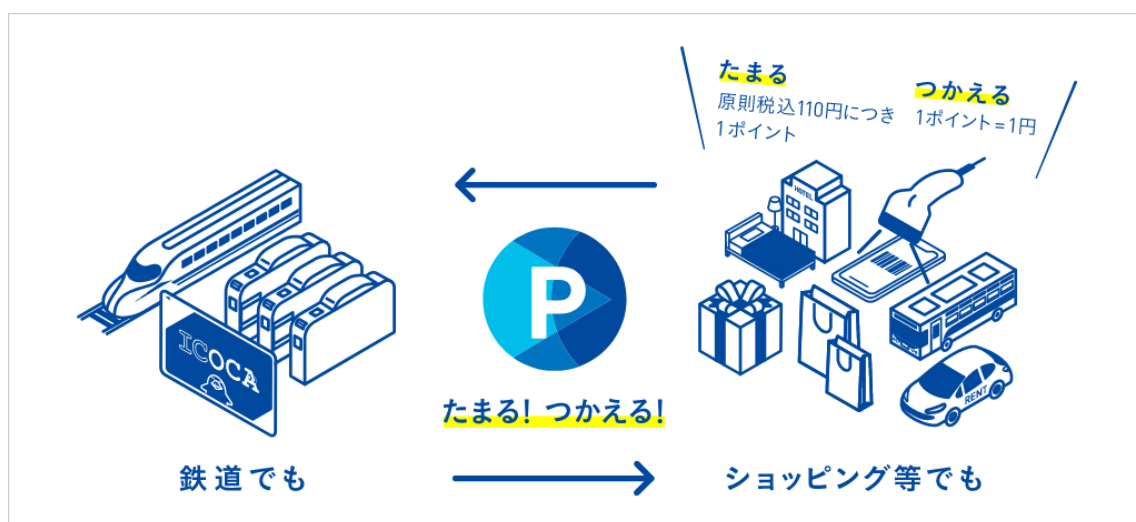 たまる
原則税込110円につき
1ポイント
つかえる
1ポイント=1円
HOTEL
P
ICOCA
RENT
たまる! つかえる!
鉄道でも
ショッピング等でも